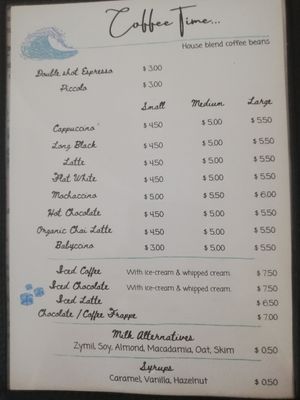 Coffee Time...
House blend coffee beans
Double shot Espresso $ 3.00
Piccolo $ 3.00
Small Medium Large
Cappuccino $ 4.50 $ 5.00 $ 5.50
Long Black $ 4.50 $ 5.00 $ 5.50
Latte $ 4.50 $ 5.00 $ 5.50
Flat White $ 4.50 $ 5.00 $ 5.50
Mochaccino $ 5.00 $ 5.50 $ 6.00
Hot Chocolate $ 4.50 $ 5.00 $ 5.50
Organic Chai Latte $ 4.50 $ 5.00 $ 5.50
Babycino $ 3.00 $ 5.00 $ 5.50
Iced Coffee With ice-cream & whipped cream $ 7.50
Iced Chocolate With ice-cream & whipped cream $ 7.50
Iced Latte $ 6.50
Chocolate / Coffee Frappe $ 7.00
Milk Alternatives
Zymil, Soy, Almond, Macadamia, Oat, Skim $ 0.50
Syrups
Caramel, Vanilla, Hazelnut $ 0.50